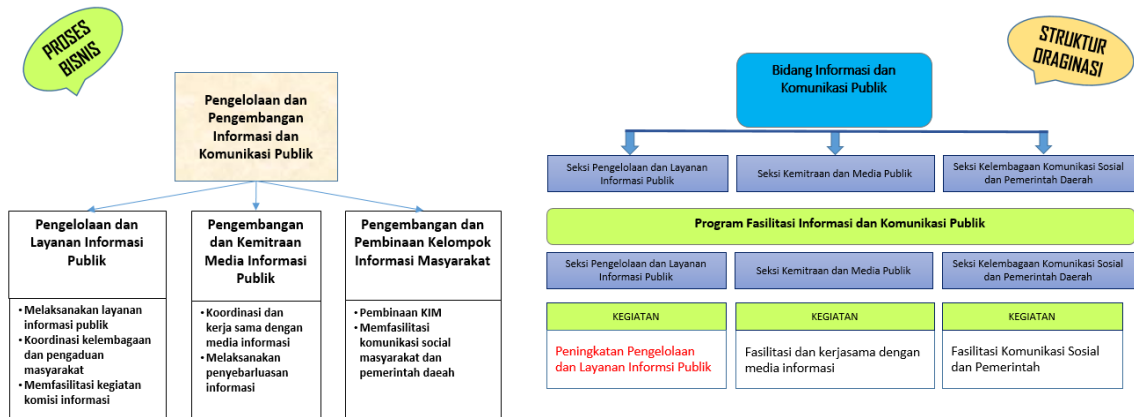 PROSES
BISNIS
Pengelolaan dan
Pengembangan
Informasi dan
Komunikasi Publik
Pengelolaan dan
Layanan Informasi
Publik
• Melaksanakan layanan
informasi publik
• Koordinasi kelembagaan
dan pengaduan
masyarakat
• Memfasilitasi kegiatan
komisi informasi
Pengembangan
dan Kemitraan
Media Informasi
Publik
• Koordinasi dan
kerja sama dengan
media informasi
• Melaksanakan
penyebarluasan
informasi
Pengembangan dan
Pembinaan Kelompok
Informasi Masyarakat
• Pembinaan KIM
• Memfasilitasi
komunikasi social
masyarakat dan
pemerintah daeah
STRUKTUR
ORAGINASI
Bidang Informasi dan
Komunikasi Publik
Seksi Pengelolaan dan Layanan
Informasi Publik
Seksi Kemitraan dan Media Publik
Seksi Kelembagaan Komunikasi Sosial
dan Pemerintah Daerah
Program Fasilitasi Informasi dan Komunikasi Publik
Seksi Pengelolaan dan Layanan
Informasi Publik
Seksi Kemitraan dan Media Publik
Seksi Kelembagaan Komunikasi Sosial
dan Pemerintah Daerah
KEGIATAN
Peningkatan Pengelolaan
dan Layanan Informsi Publik
KEGIATAN
Fasilitasi dan kerjasama dengan
media informasi
KEGIATAN
Fasilitasi Komunikasi Sosial
dan Pemerintah